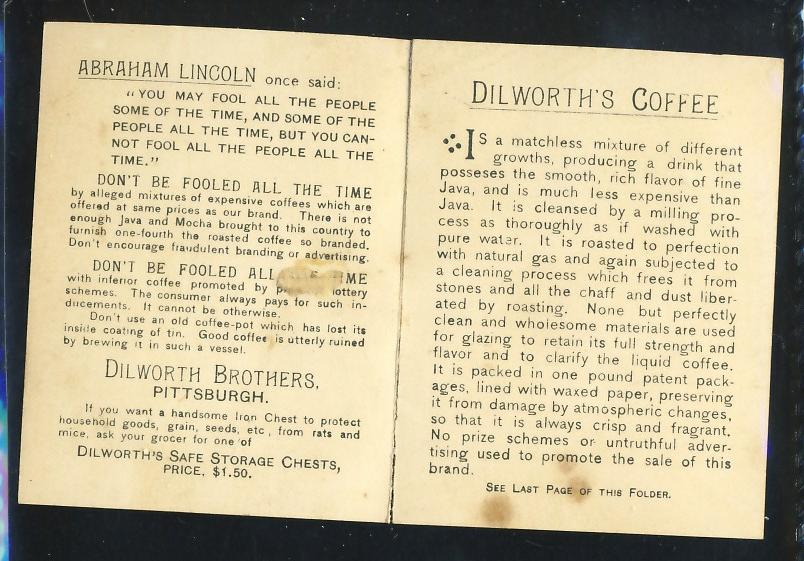 ABRAHAM LINCOLN once said:
"YOU MAY FOOL ALL THE PEOPLE
SOME OF THE TIME, AND SOME OF THE
PEOPLE ALL THE TIME, BUT YOU CAN-
NOT FOOL ALL THE PEOPLE ALL THE
TIME."
DON'T BE FOOLED ALL THE TIME
by alleged mixtures of expensive coffees which are
offered at same prices as our brand. There is not
enough Java and Mocha brought to this country to
furnish one-fourth the roasted coffee so branded.
Don't encourage fraudulent branding or advertising.
DON'T BE FOOLED ALL TIME
with inferior coffee promoted by lottery
schemes. The consumer always pays for such in-
ducements. It cannot be otherwise.
Don't use an old coffee-pot which has lost its
inside coating of tin. Good coffee is utterly ruined
by brewing it in such a vessel.
DILWORTH BROTHERS,
PITTSBURGH.
If you want a handsome Iron Chest to protect
household goods, grain, seeds, etc, from rats and
mice, ask your grocer for one of
DILWORTH'S SAFE STORAGE CHESTS,
PRICE, $1.50.
DILWORTH'S COFFEE
IS a matchless mixture of different
growths, producing a drink that
posseses the smooth, rich flavor of fine
Java, and is much less expensive than
Java. It is cleansed by a milling pro-
cess as thoroughly as if washed with
pure water. It is roasted to perfection
with natural gas and again subjected to
a cleaning process which frees it from
stones and all the chaff and dust liber-
ated by roasting. None but perfectly
clean and wholesome materials are used
for glazing to retain its full strength and
flavor and to clarify the liquid coffee.
It is packed in one pound patent pack-
ages, lined with waxed paper, preserving
it from damage by atmospheric changes,
so that it is always crisp and fragrant.
No prize schemes or untruthful adver-
tising used to promote the sale of this
brand.
SEE LAST PAGE OF THIS FOLDER.